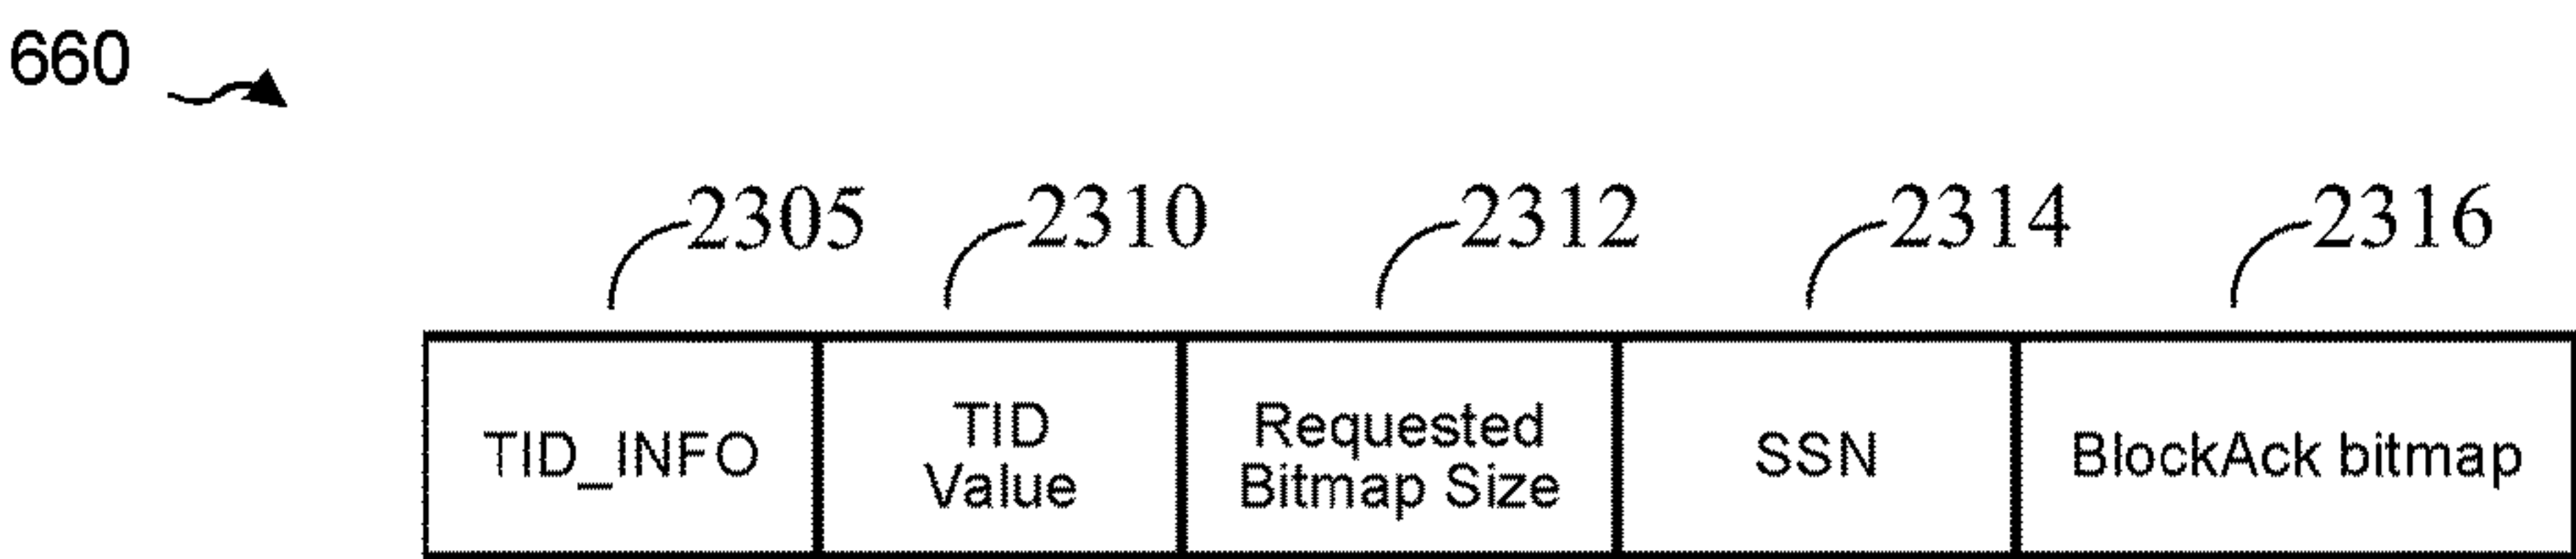 660
2305 2310 2312 2314 2316
TID_INFO
TID
Value
Requested
Bitmap Size
SSN
BlockAck bitmap